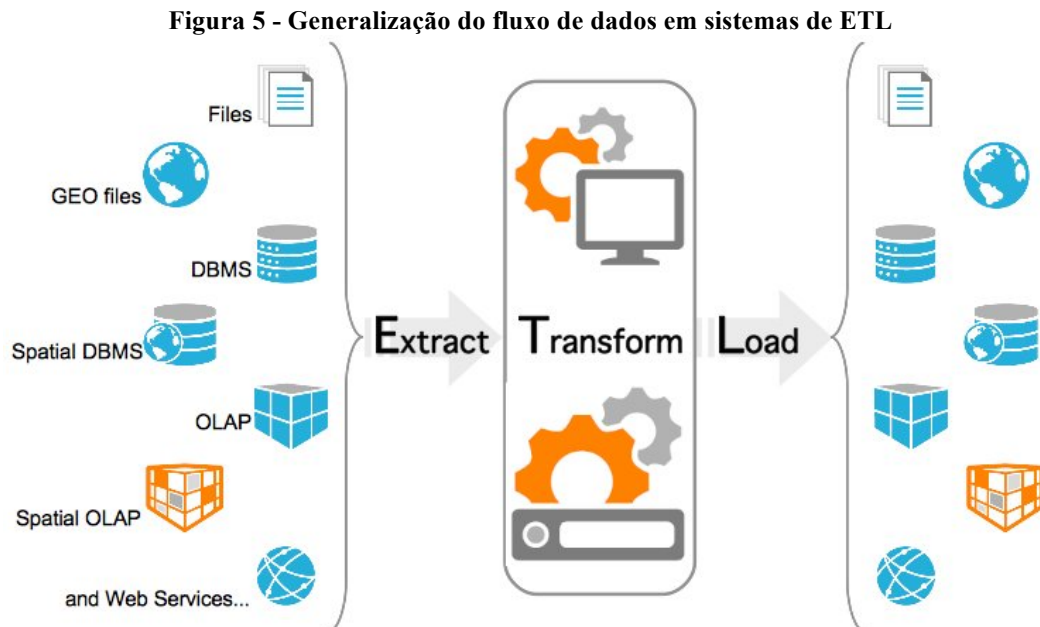 Figura 5 - Generalização do fluxo de dados em sistemas de ETL
Files
GEO files
DBMS
Spatial DBMS
OLAP
Spatial OLAP
and Web Services...
Extract
Transform
Load